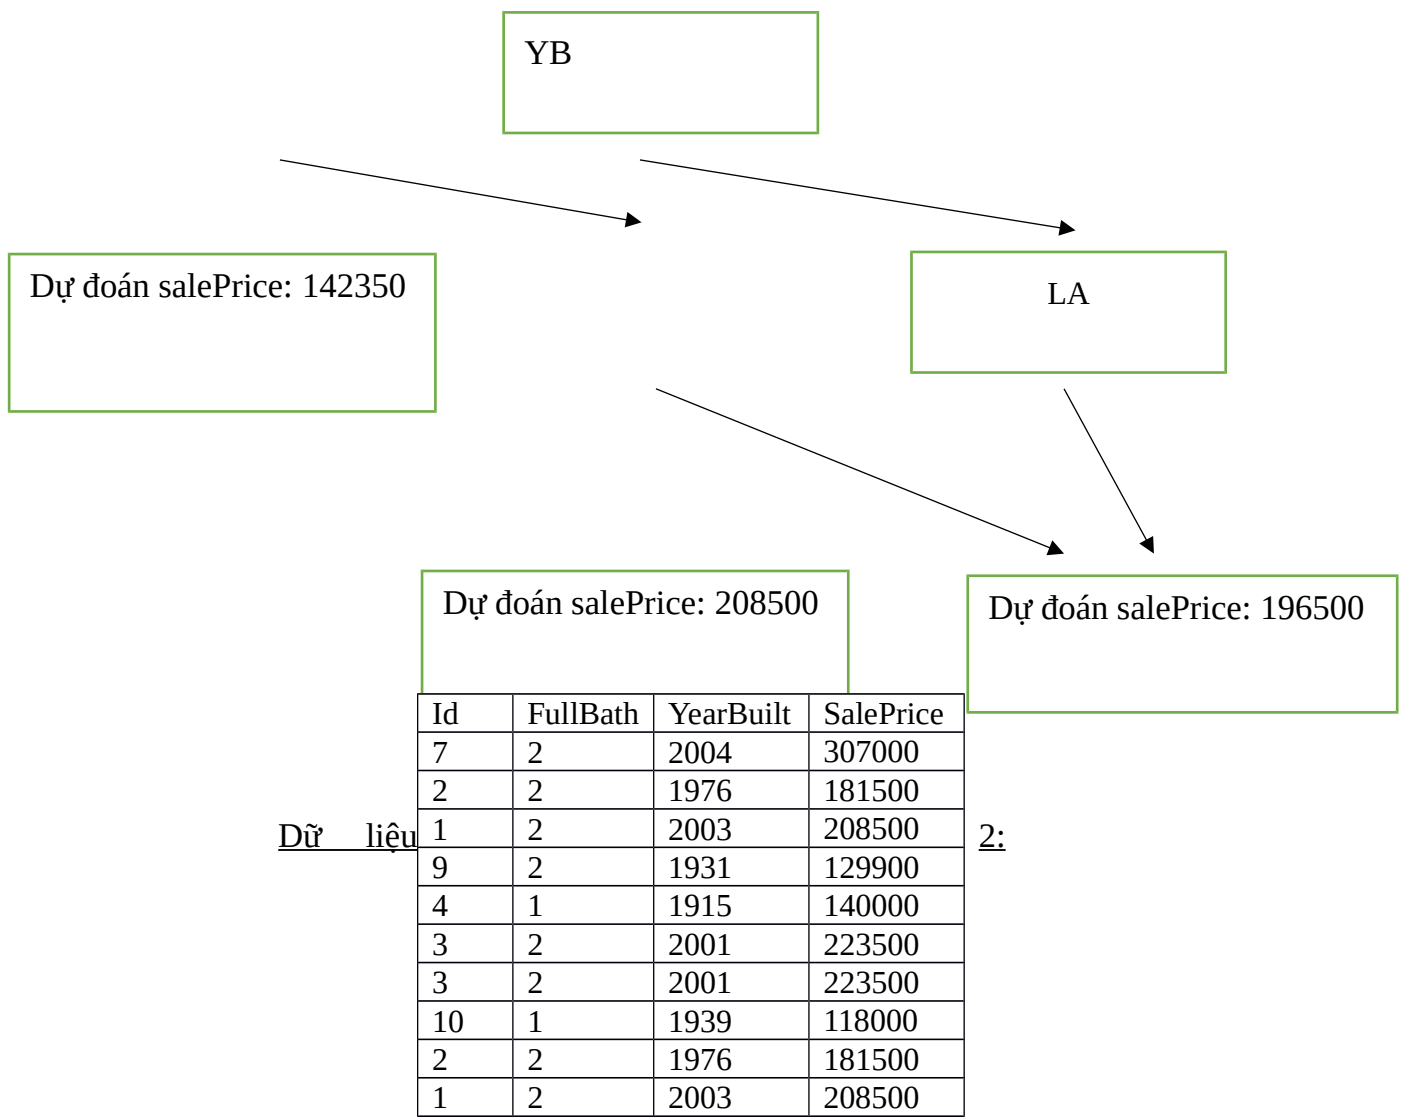 YB
Dự đoán salePrice: 142350
LA
Dự đoán salePrice: 208500
Dự đoán salePrice: 196500
Id FullBath YearBuilt SalePrice
7 2 2004 307000
2 2 1976 181500
Dữ liệu 2:
1 2 2003 208500
9 2 1931 129900
4 1 1915 140000
3 2 2001 223500
3 2 2001 223500
10 1 1939 118000
2 2 1976 181500
1 2 2003 208500